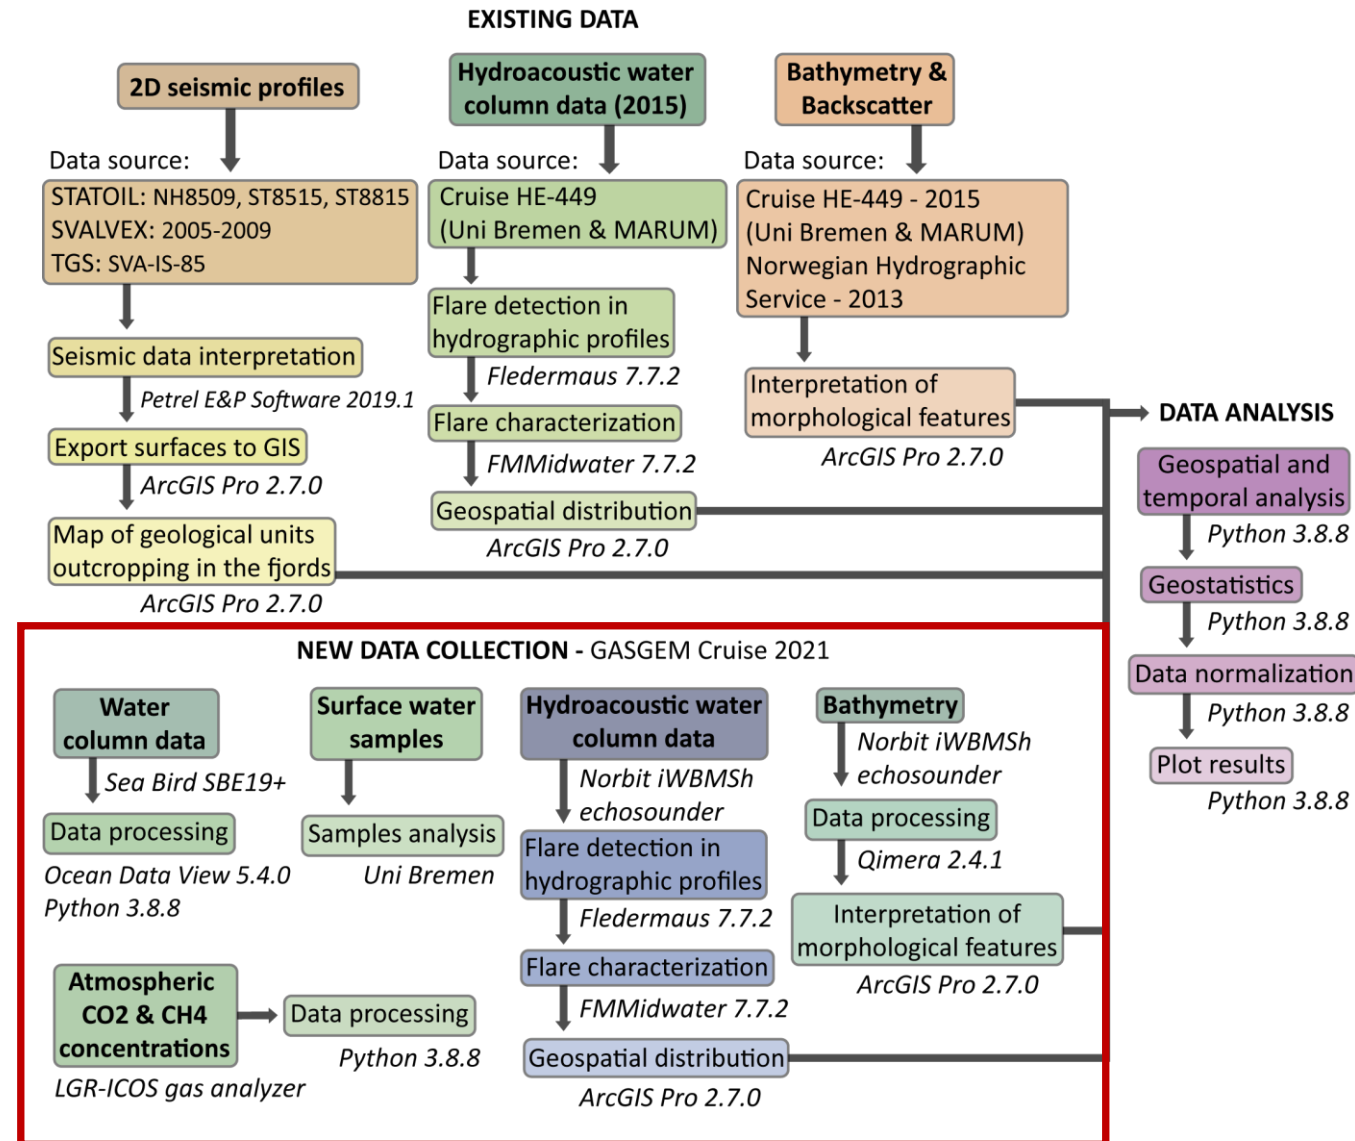 EXISTING DATA
2D seismic profiles
Data source:
STATOIL: NH8509, ST8515, ST8815
SVALVEX: 2005-2009
TGS: SVA-IS-85
Seismic data interpretation
Petrel E&P Software 2019.1
Export surfaces to GIS
ArcGIS Pro 2.7.0
Map of geological units
outcropping in the fjords
ArcGIS Pro 2.7.0
Hydroacoustic water
column data (2015)
Data source:
Cruise HE-449
(Uni Bremen & MARUM)
Flare detection in
hydrographic profiles
Fledermaus 7.7.2
Flare characterization
FMMidwater 7.7.2
Geospatial distribution
ArcGIS Pro 2.7.0
Bathymetry &
Backscatter
Data source:
Cruise HE-449 - 2015
(Uni Bremen & MARUM)
Norwegian Hydrographic
Service - 2013
Interpretation of
morphological features
ArcGIS Pro 2.7.0
DATA ANALYSIS
Geospatial and
temporal analysis
Python 3.8.8
Geostatistics
Python 3.8.8
Data normalization
Python 3.8.8
Plot results
Python 3.8.8
NEW DATA COLLECTION - GASGEM Cruise 2021
Water
column data
Sea Bird SBE19+
Data processing
Ocean Data View 5.4.0
Python 3.8.8
Atmospheric
CO2 & CH4
concentrations
LGR-ICOS gas analyzer
Data processing
Python 3.8.8
Surface water
samples
Samples analysis
Uni Bremen
Hydroacoustic water
column data
Norbit iWBMSh
echosounder
Flare detection in
hydrographic profiles
Fledermaus 7.7.2
Flare characterization
FMMidwater 7.7.2
Geospatial distribution
ArcGIS Pro 2.7.0
Bathymetry
Norbit iWBMSh
echosounder
Data processing
Qimera 2.4.1
Interpretation of
morphological features
ArcGIS Pro 2.7.0